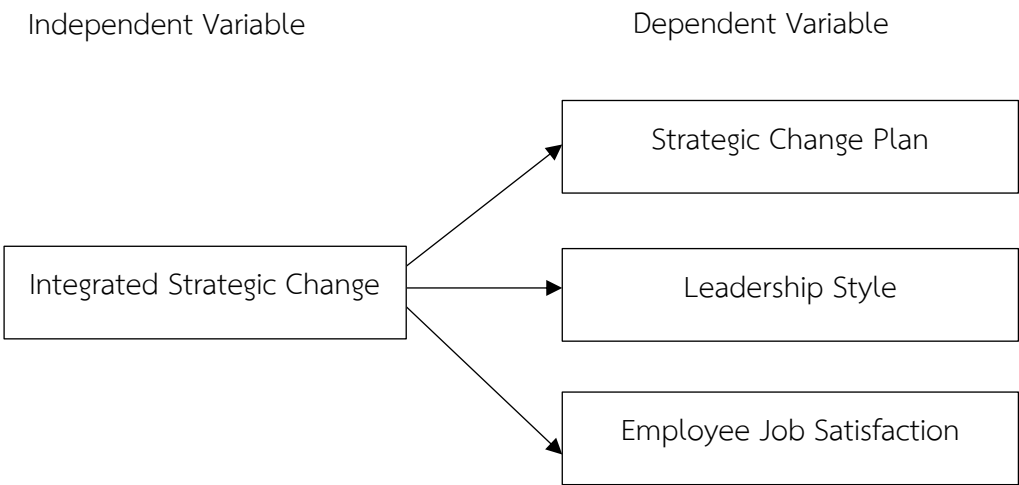 Independent Variable
Dependent Variable
Strategic Change Plan
Integrated Strategic Change
Leadership Style
Employee Job Satisfaction